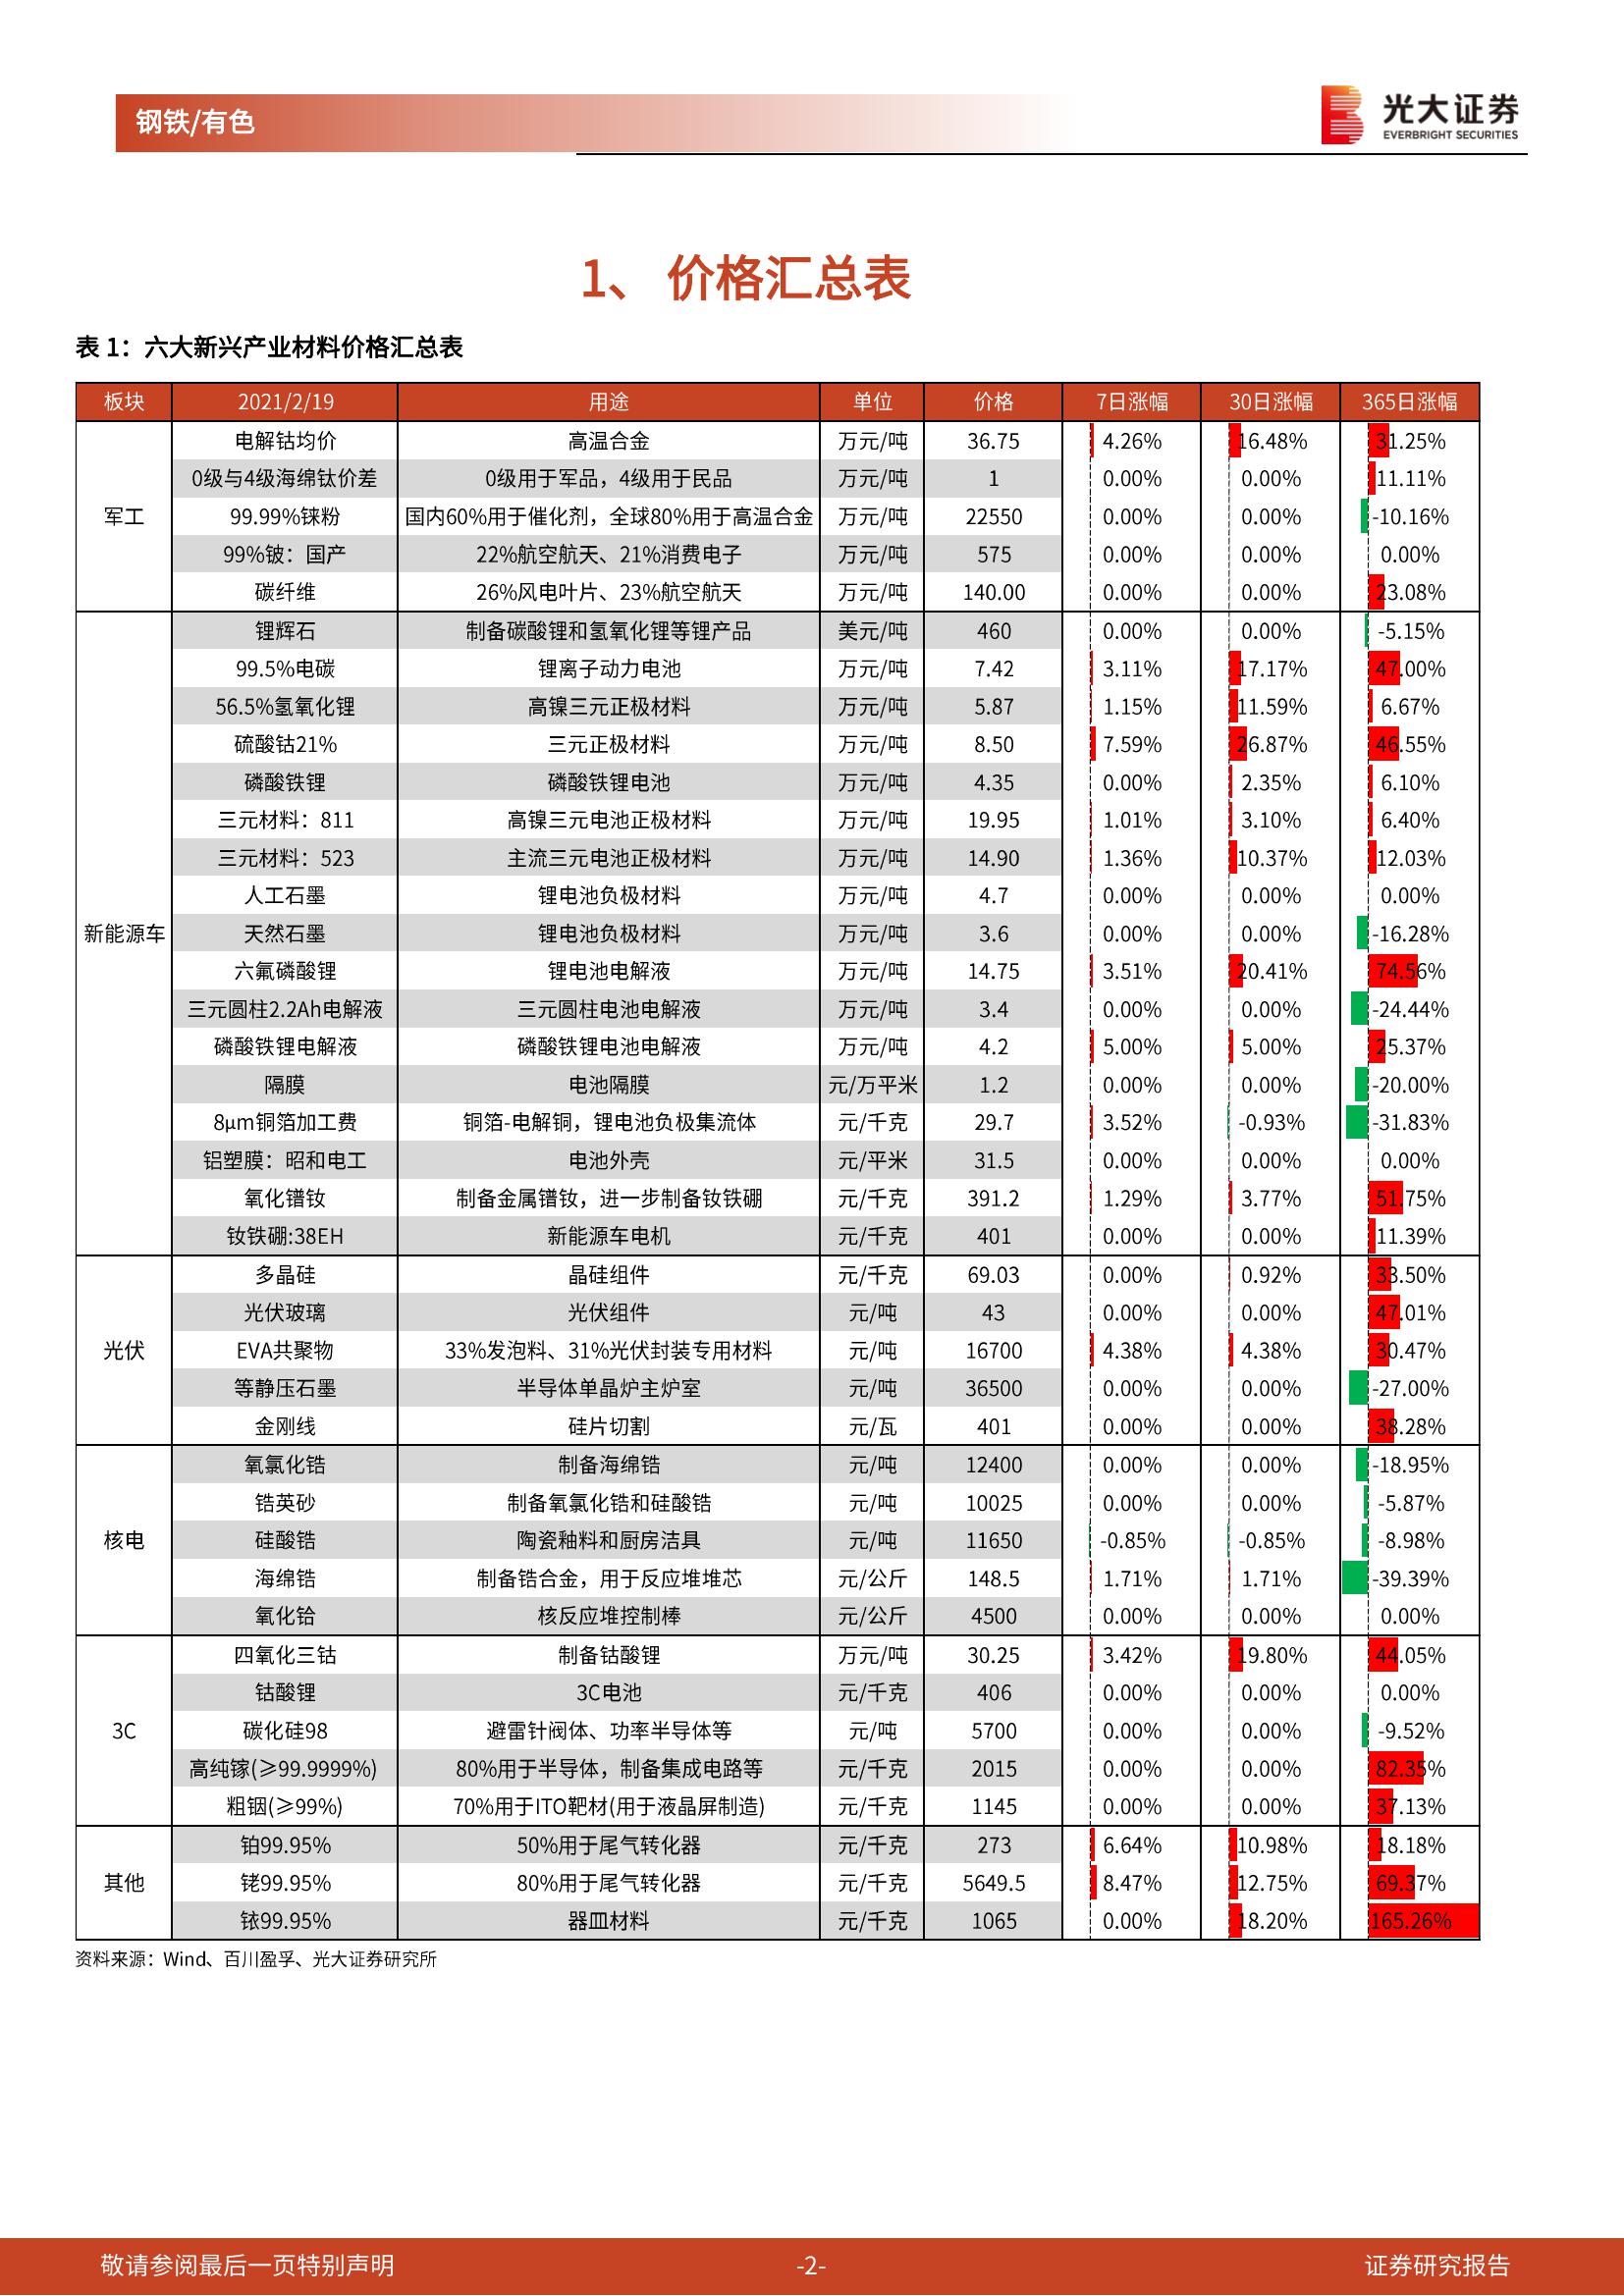 钢铁/有色
光大证券
EVERBRIGHT SECURITIES
1、 价格汇总表
表 1：六大新兴产业材料价格汇总表
板块 2021/2/19 用途 单位 价格 7日涨幅 30日涨幅 365日涨幅
军工
电解钴均价 高温合金 万元/吨 36.75 4.26% 16.48% 31.25%
0级与4级海绵钛价差 0级用于军品，4级用于民品 万元/吨 1 0.00% 0.00% 11.11%
99.99%铼粉 国内60%用于催化剂，全球80%用于高温合金 万元/吨 22550 0.00% 0.00% -10.16%
99%铍：国产 22%航空航天、21%消费电子 万元/吨 575 0.00% 0.00% 0.00%
碳纤维 26%风电叶片、23%航空航天 万元/吨 140.00 0.00% 0.00% 23.08%
新能源车
锂辉石 制备碳酸锂和氢氧化锂等锂产品 美元/吨 460 0.00% 0.00% -5.15%
99.5%电碳 锂离子动力电池 万元/吨 7.42 3.11% 17.17% 47.00%
56.5%氢氧化锂 高镍三元正极材料 万元/吨 5.87 1.15% 11.59% 6.67%
硫酸钴21% 三元正极材料 万元/吨 8.50 7.59% 26.87% 46.55%
磷酸铁锂 磷酸铁锂电池 万元/吨 4.35 0.00% 2.35% 6.10%
三元材料：811 高镍三元电池正极材料 万元/吨 19.95 1.01% 3.10% 6.40%
三元材料：523 主流三元电池正极材料 万元/吨 14.90 1.36% 10.37% 12.03%
人工石墨 锂电池负极材料 万元/吨 4.7 0.00% 0.00% 0.00%
天然石墨 锂电池负极材料 万元/吨 3.6 0.00% 0.00% -16.28%
六氟磷酸锂 锂电池电解液 万元/吨 14.75 3.51% 20.41% 74.56%
三元圆柱2.2Ah电解液 三元圆柱电池电解液 万元/吨 3.4 0.00% 0.00% -24.44%
磷酸铁锂电解液 磷酸铁锂电池电解液 万元/吨 4.2 5.00% 5.00% 25.37%
隔膜 电池隔膜 元/万平米 1.2 0.00% 0.00% -20.00%
8μm铜箔加工费 铜箔-电解铜，锂电池负极集流体 元/千克 29.7 3.52% -0.93% -31.83%
铝塑膜：昭和电工 电池外壳 元/平米 31.5 0.00% 0.00% 0.00%
氧化镨钕 制备金属镨钕，进一步制备钕铁硼 元/千克 391.2 1.29% 3.77% 51.75%
钕铁硼:38EH 新能源车电机 元/千克 401 0.00% 0.00% 11.39%
光伏
多晶硅 晶硅组件 元/千克 69.03 0.00% 0.92% 33.50%
光伏玻璃 光伏组件 元/吨 43 0.00% 0.00% 47.01%
EVA共聚物 33%发泡料、31%光伏封装专用材料 元/吨 16700 4.38% 4.38% 30.47%
等静压石墨 半导体单晶炉主炉室 元/吨 36500 0.00% 0.00% -27.00%
金刚线 硅片切割 元/瓦 401 0.00% 0.00% 38.28%
核电
氧氯化锆 制备海绵锆 元/吨 12400 0.00% 0.00% -18.95%
锆英砂 制备氧氯化锆和硅酸锆 元/吨 10025 0.00% 0.00% -5.87%
硅酸锆 陶瓷釉料和厨房洁具 元/吨 11650 -0.85% -0.85% -8.98%
海绵锆 制备锆合金，用于反应堆堆芯 元/公斤 148.5 1.71% 1.71% -39.39%
氧化铪 核反应堆控制棒 元/公斤 4500 0.00% 0.00% 0.00%
3C
四氧化三钴 制备钴酸锂 万元/吨 30.25 3.42% 19.80% 44.05%
钴酸锂 3C电池 元/千克 406 0.00% 0.00% 0.00%
碳化硅98 避雷针阀体、功率半导体等 元/吨 5700 0.00% 0.00% -9.52%
高纯镓(≥99.9999%) 80%用于半导体，制备集成电路等 元/千克 2015 0.00% 0.00% 82.35%
粗铟(≥99%) 70%用于ITO靶材(用于液晶屏制造) 元/千克 1145 0.00% 0.00% 37.13%
其他
铂99.95% 50%用于尾气转化器 元/千克 273 6.64% 10.98% 18.18%
铑99.95% 80%用于尾气转化器 元/千克 5649.5 8.47% 12.75% 69.37%
铱99.95% 器皿材料 元/千克 1065 0.00% 18.20% 165.26%
资料来源：Wind、百川盈孚、光大证券研究所
敬请参阅最后一页特别声明 -2- 证券研究报告